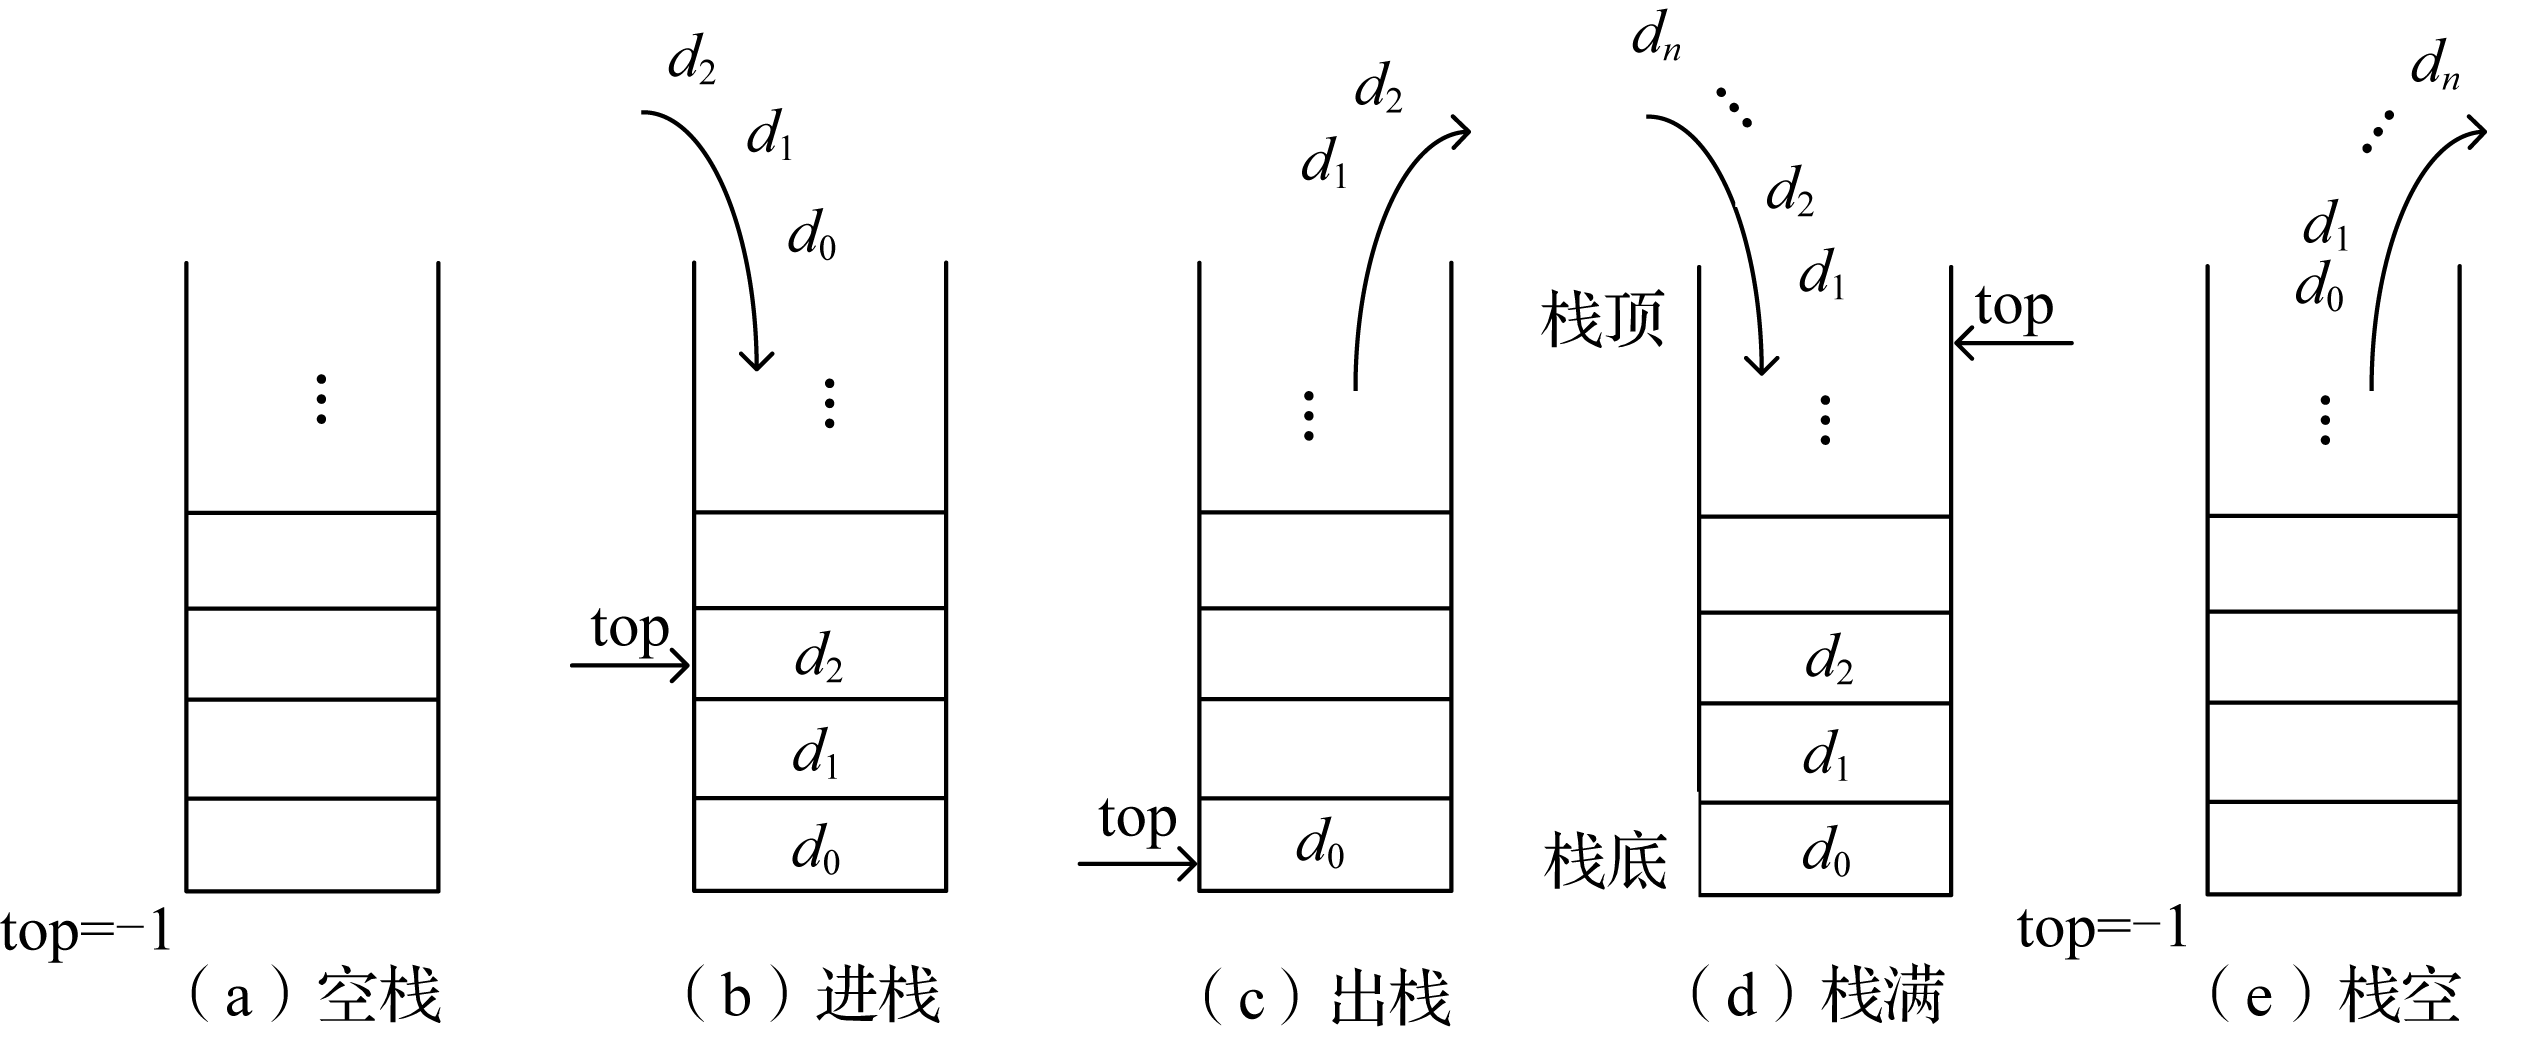 d2
d1
d0
top
d2
d1
d0
top=−1
（a）空栈
（b）进栈
d2
d1
top
d0
（c）出栈
dn
d2
d1
栈顶
top
d2
d1
栈底
d0
（d）栈满
dn
d1
d0
top=−1
（e）栈空